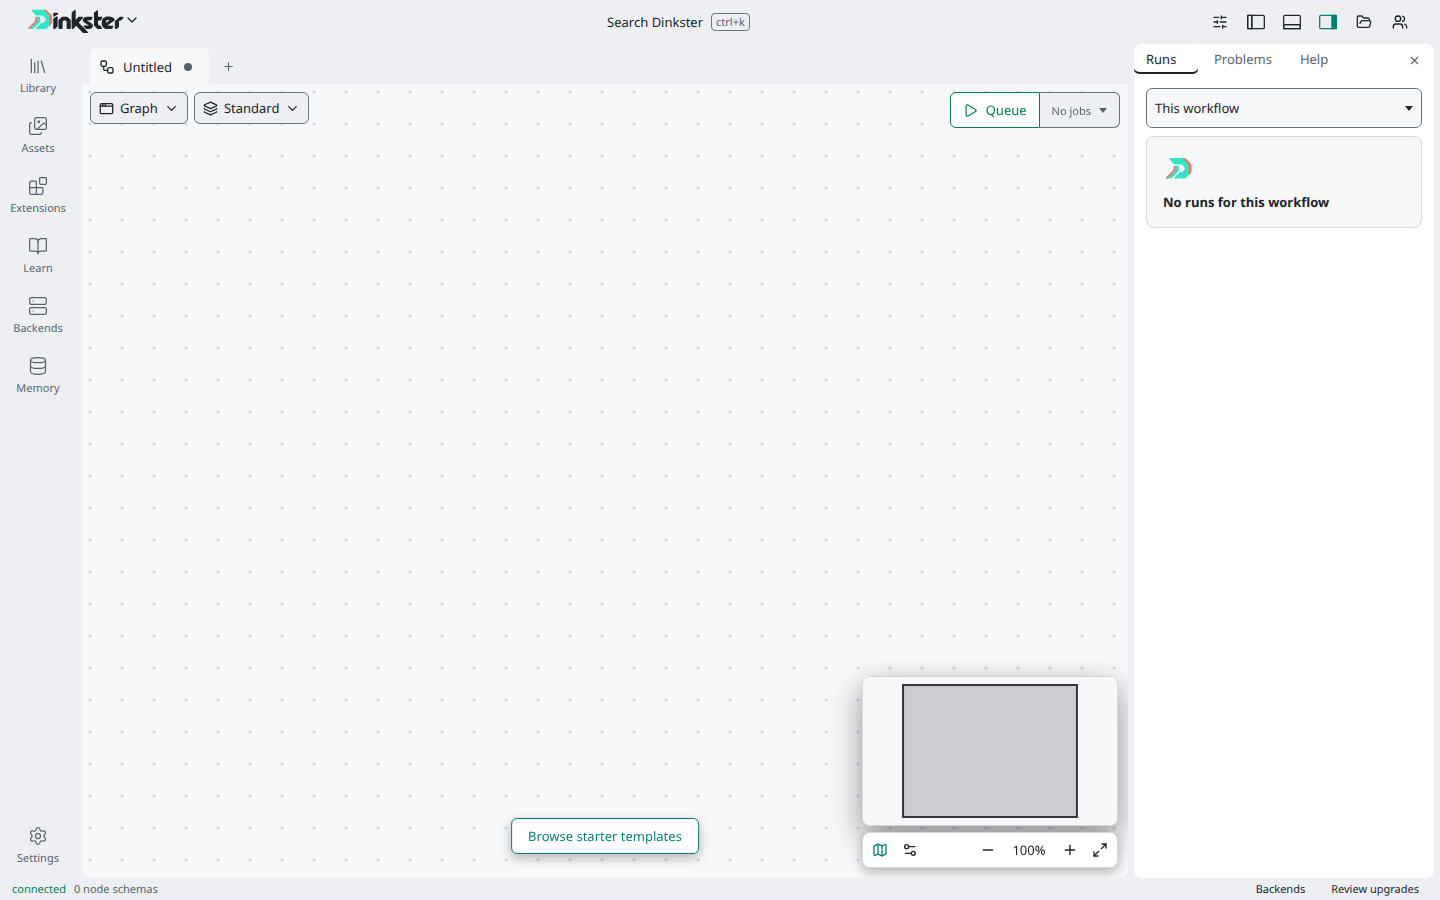 Dinkster
Search Dinkster ctrl+k
Library
Assets
Extensions
Learn
Backends
Memory
Settings
Untitled
Graph
Standard
Queue
No jobs
Runs
Problems
Help
This workflow
No runs for this workflow
Browse starter templates
100%
connected
0 node schemas
Backends
Review upgrades